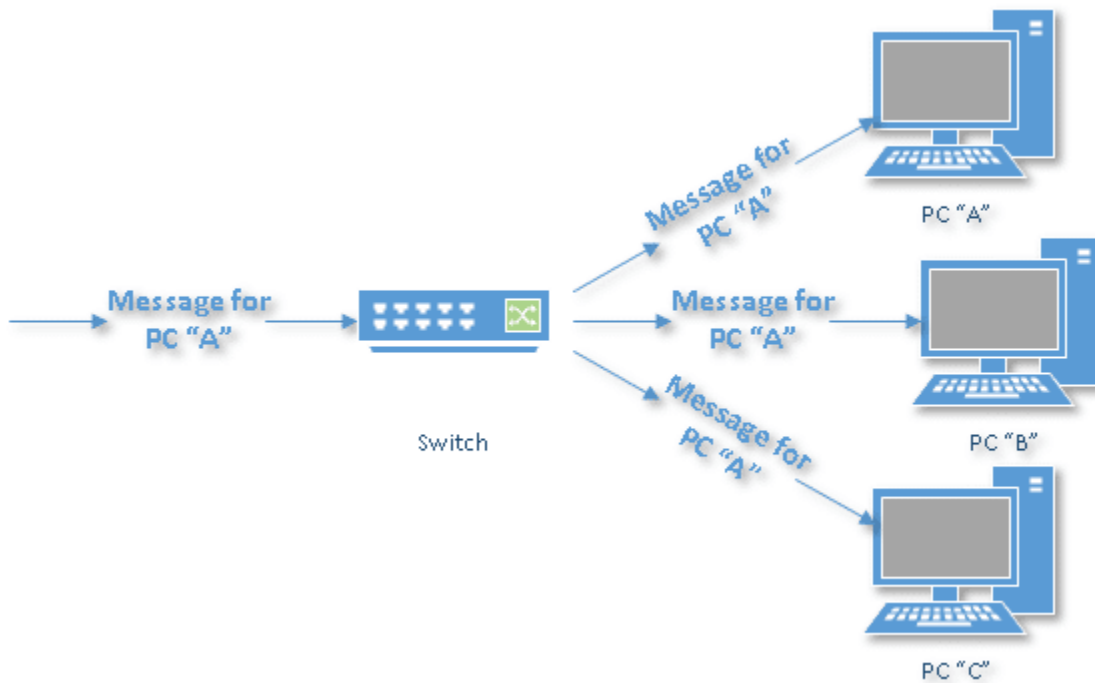 Message for
PC “A”
Switch
Message for
PC “A”
PC “A”
Message for
PC “A”
PC “B”
Message for
PC “A”
PC “C”